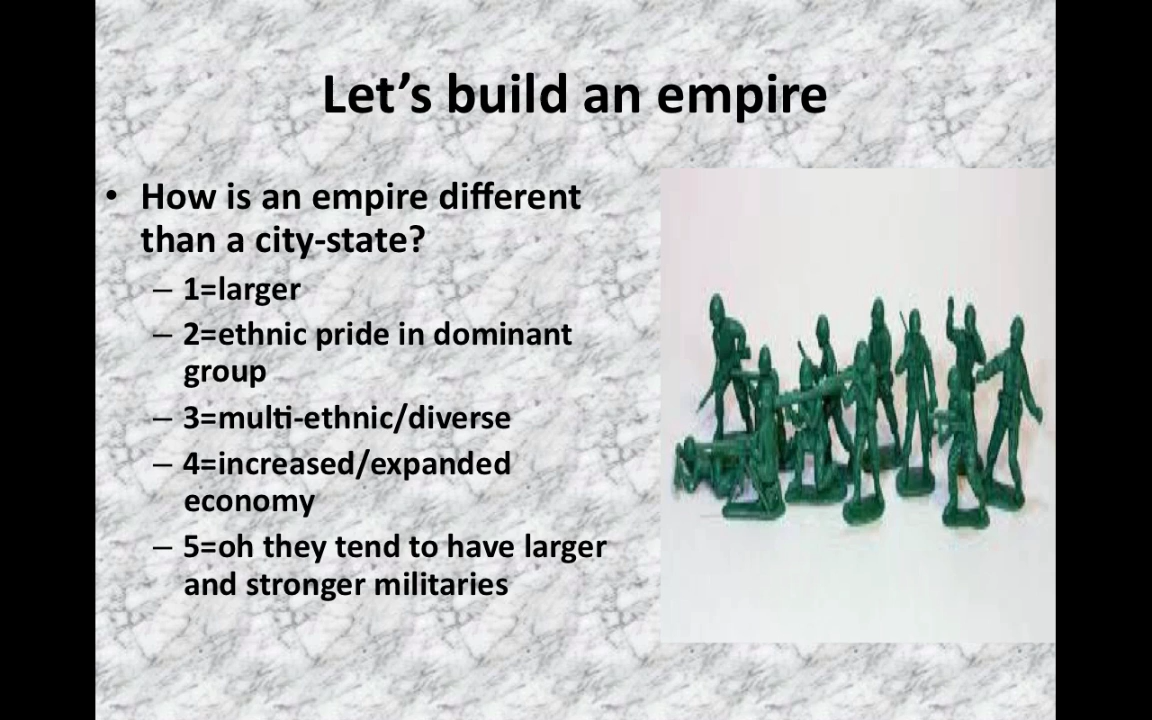 Let’s build an empire
• How is an empire different
than a city-state?
– 1=larger
– 2=ethnic pride in dominant
group
– 3=multi-ethnic/diverse
– 4=increased/expanded
economy
– 5=oh they tend to have larger
and stronger militaries